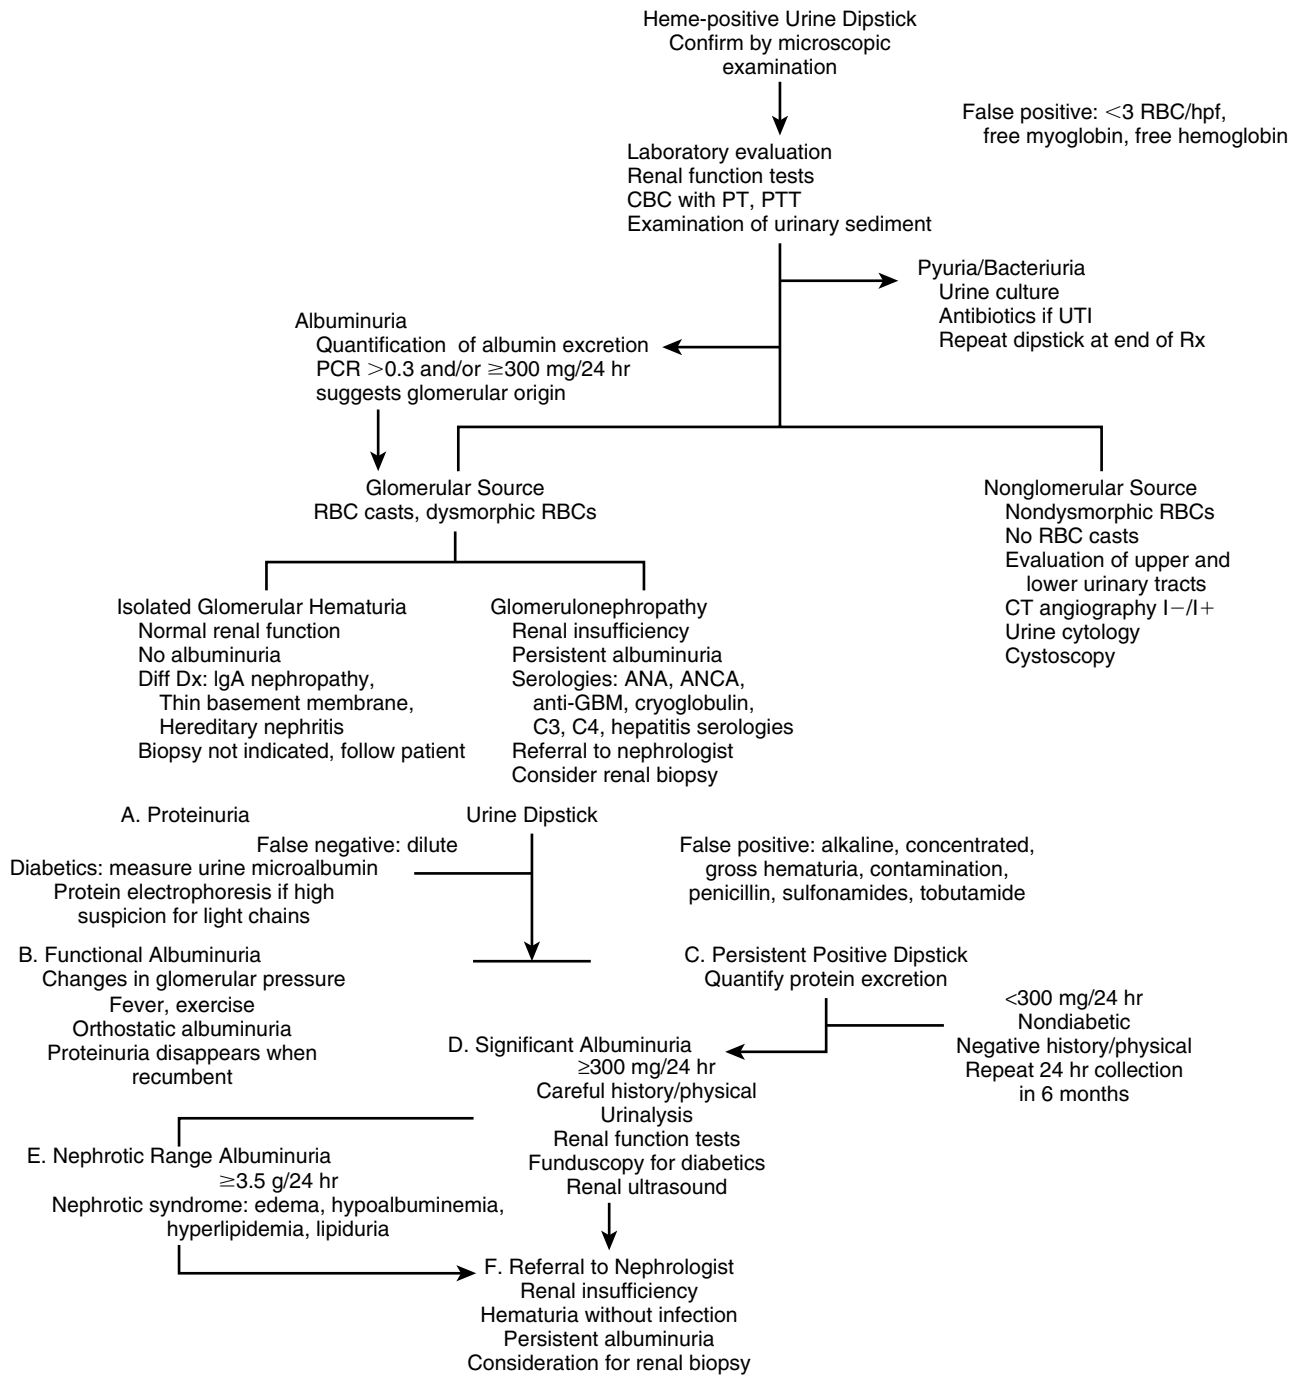 Heme-positive Urine Dipstick
Confirm by microscopic
examination
False positive: <3 RBC/hpf,
free myoglobin, free hemoglobin
Laboratory evaluation
Renal function tests
CBC with PT, PTT
Examination of urinary sediment
Pyuria/Bacteriuria
Urine culture
Antibiotics if UTI
Repeat dipstick at end of Rx
Albuminuria
Quantification of albumin excretion
PCR >0.3 and/or ≥300 mg/24 hr
suggests glomerular origin
Glomerular Source
RBC casts, dysmorphic RBCs
Nonglomerular Source
Nondysmorphic RBCs
No RBC casts
Evaluation of upper and
lower urinary tracts
CT angiography I−/I+
Urine cytology
Cystoscopy
Isolated Glomerular Hematuria
Normal renal function
No albuminuria
Diff Dx: IgA nephropathy,
Thin basement membrane,
Hereditary nephritis
Biopsy not indicated, follow patient
Glomerulonephropathy
Renal insufficiency
Persistent albuminuria
Serologies: ANA, ANCA,
anti-GBM, cryoglobulin,
C3, C4, hepatitis serologies
Referral to nephrologist
Consider renal biopsy
A. Proteinuria
Urine Dipstick
False negative: dilute
Diabetics: measure urine microalbumin
Protein electrophoresis if high
suspicion for light chains
False positive: alkaline, concentrated,
gross hematuria, contamination,
penicillin, sulfonamides, tobutamide
B. Functional Albuminuria
Changes in glomerular pressure
Fever, exercise
Orthostatic albuminuria
Proteinuria disappears when
recumbent
C. Persistent Positive Dipstick
Quantify protein excretion
<300 mg/24 hr
Nondiabetic
Negative history/physical
Repeat 24 hr collection
in 6 months
D. Significant Albuminuria
≥300 mg/24 hr
Careful history/physical
Urinalysis
Renal function tests
Funduscopy for diabetics
Renal ultrasound
E. Nephrotic Range Albuminuria
≥3.5 g/24 hr
Nephrotic syndrome: edema, hypoalbuminemia,
hyperlipidemia, lipiduria
F. Referral to Nephrologist
Renal insufficiency
Hematuria without infection
Persistent albuminuria
Consideration for renal biopsy